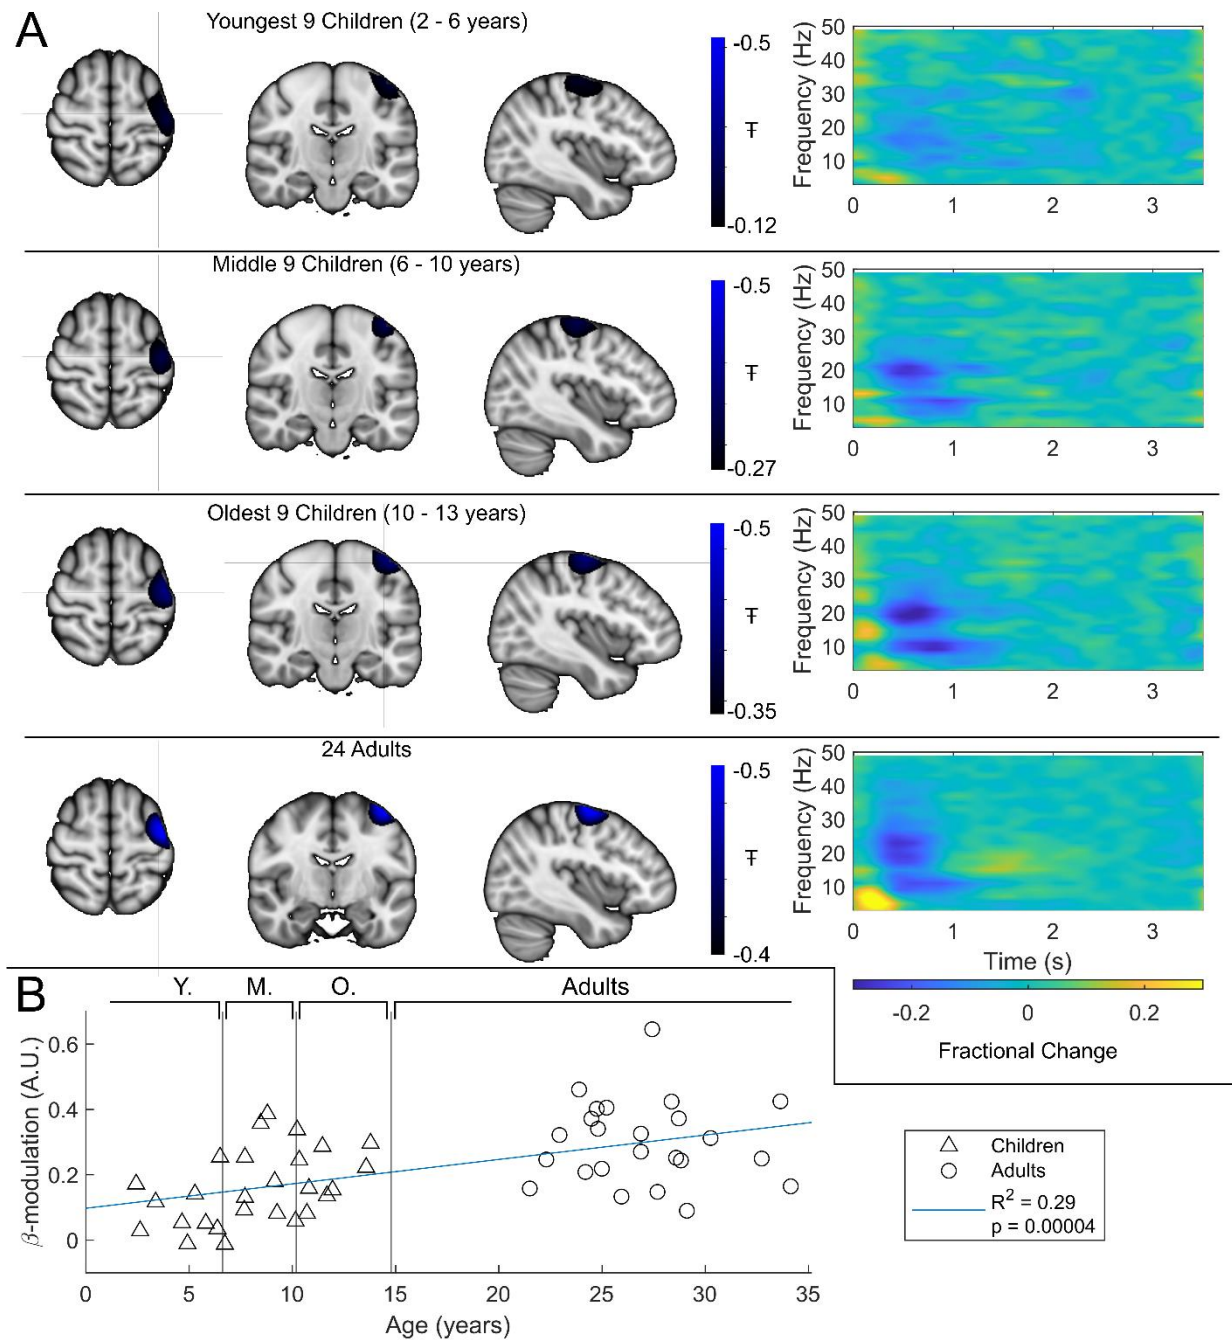 A
Youngest 9 Children (2 - 6 years)
-0.5
Ŧ
-0.12
Frequency (Hz)
50
40
30
20
10
0 1 2 3
Middle 9 Children (6 - 10 years)
-0.5
Ŧ
-0.27
Frequency (Hz)
50
40
30
20
10
0 1 2 3
Oldest 9 Children (10 - 13 years)
-0.5
Ŧ
-0.35
Frequency (Hz)
50
40
30
20
10
0 1 2 3
24 Adults
-0.5
Ŧ
-0.4
Frequency (Hz)
50
40
30
20
10
0 1 2 3
Time (s)
-0.2 0 0.2
Fractional Change
B
Y. M. O. Adults
β-modulation (A.U.)
0.6
0.4
0.2
0
0 5 10 15 20 25 30 35
Age (years)
Children
Adults
R² = 0.29
p = 0.00004